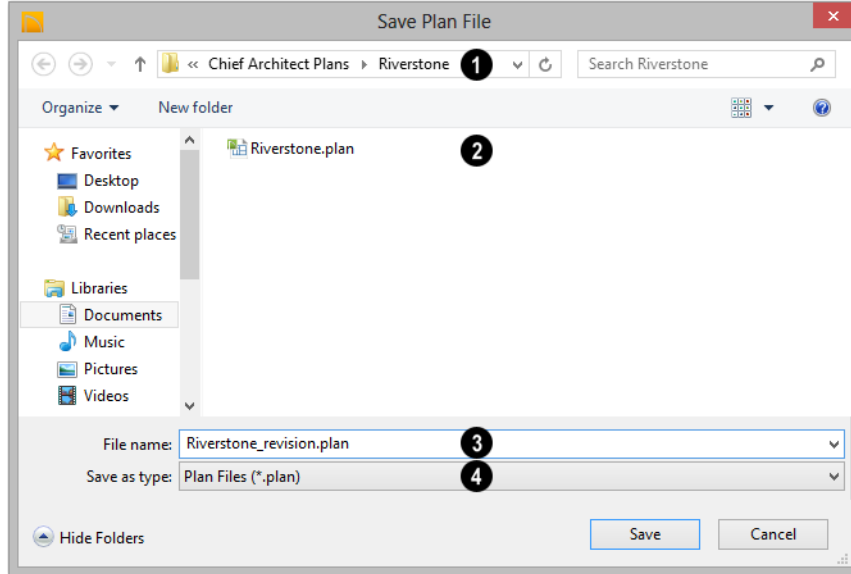 Save Plan File
« Chief Architect Plans Riverstone 1 Search Riverstone
Organize New folder
Favorites
Desktop
Downloads
Recent places
Libraries
Documents
Music
Pictures
Videos
Riverstone.plan 2
File name: Riverstone_revision.plan 3
Save as type: Plan Files (*.plan) 4
Hide Folders Save Cancel